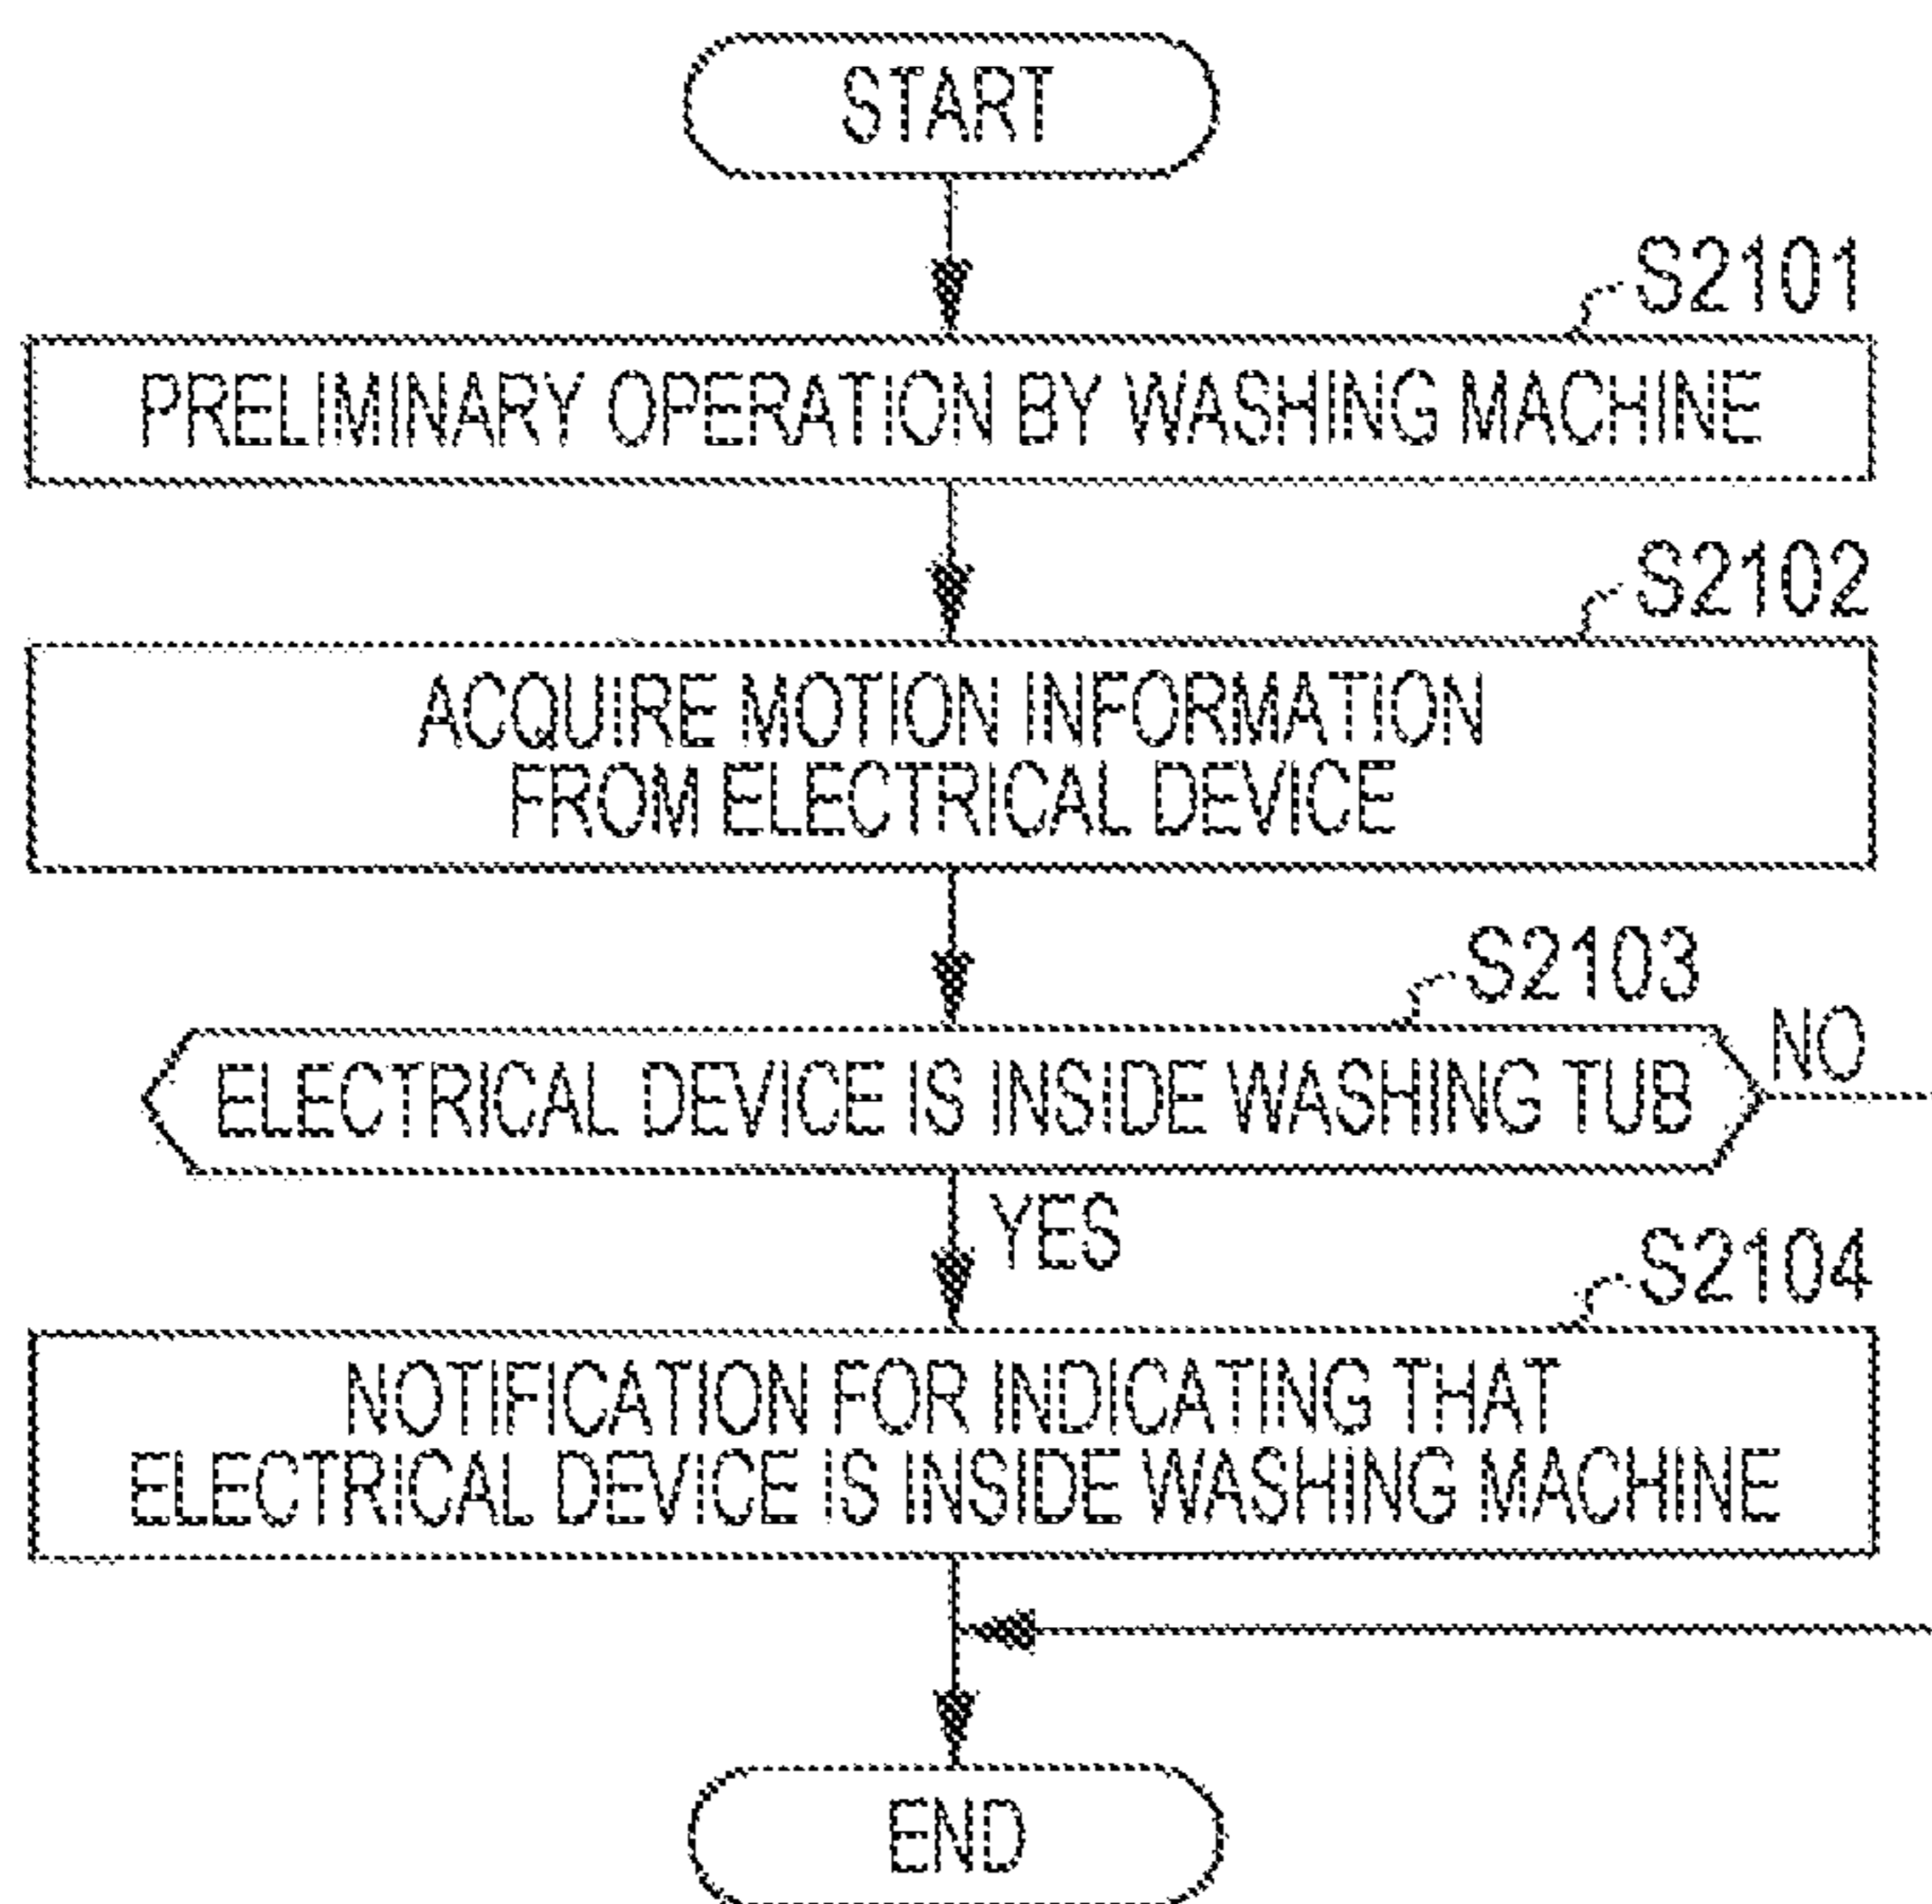 START
S2101
PRELIMINARY OPERATION BY WASHING MACHINE
S2102
ACQUIRE MOTION INFORMATION
FROM ELECTRICAL DEVICE
S2103
ELECTRICAL DEVICE IS INSIDE WASHING TUB
NO
YES
S2104
NOTIFICATION FOR INDICATING THAT
ELECTRICAL DEVICE IS INSIDE WASHING MACHINE
END